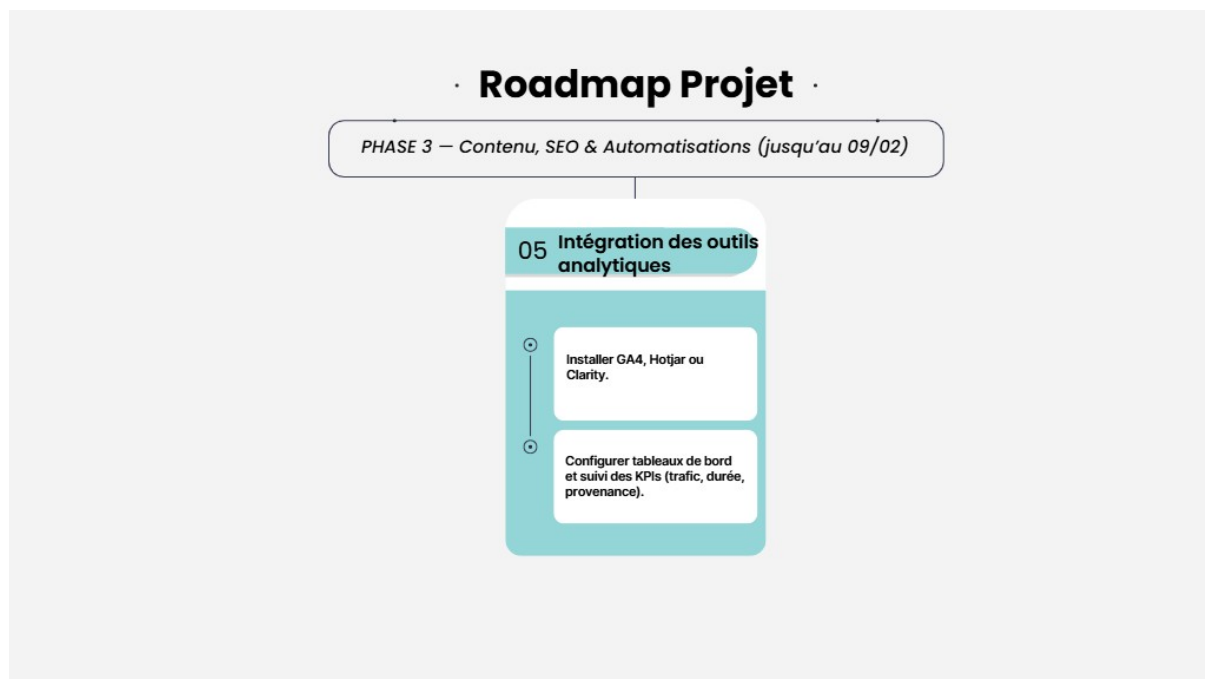 Roadmap Projet
PHASE 3 — Contenu, SEO & Automatisations (jusqu'au 09/02)
05
Intégration des outils
analytiques
Installer GA4, Hotjar ou
Clarity.
Configurer tableaux de bord
et suivi des KPIs (trafic, durée,
provenance).